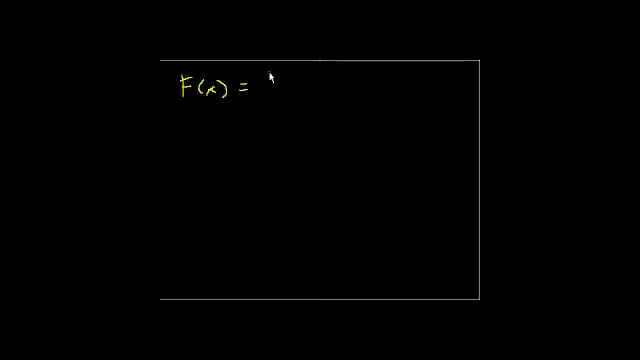 F(x) =